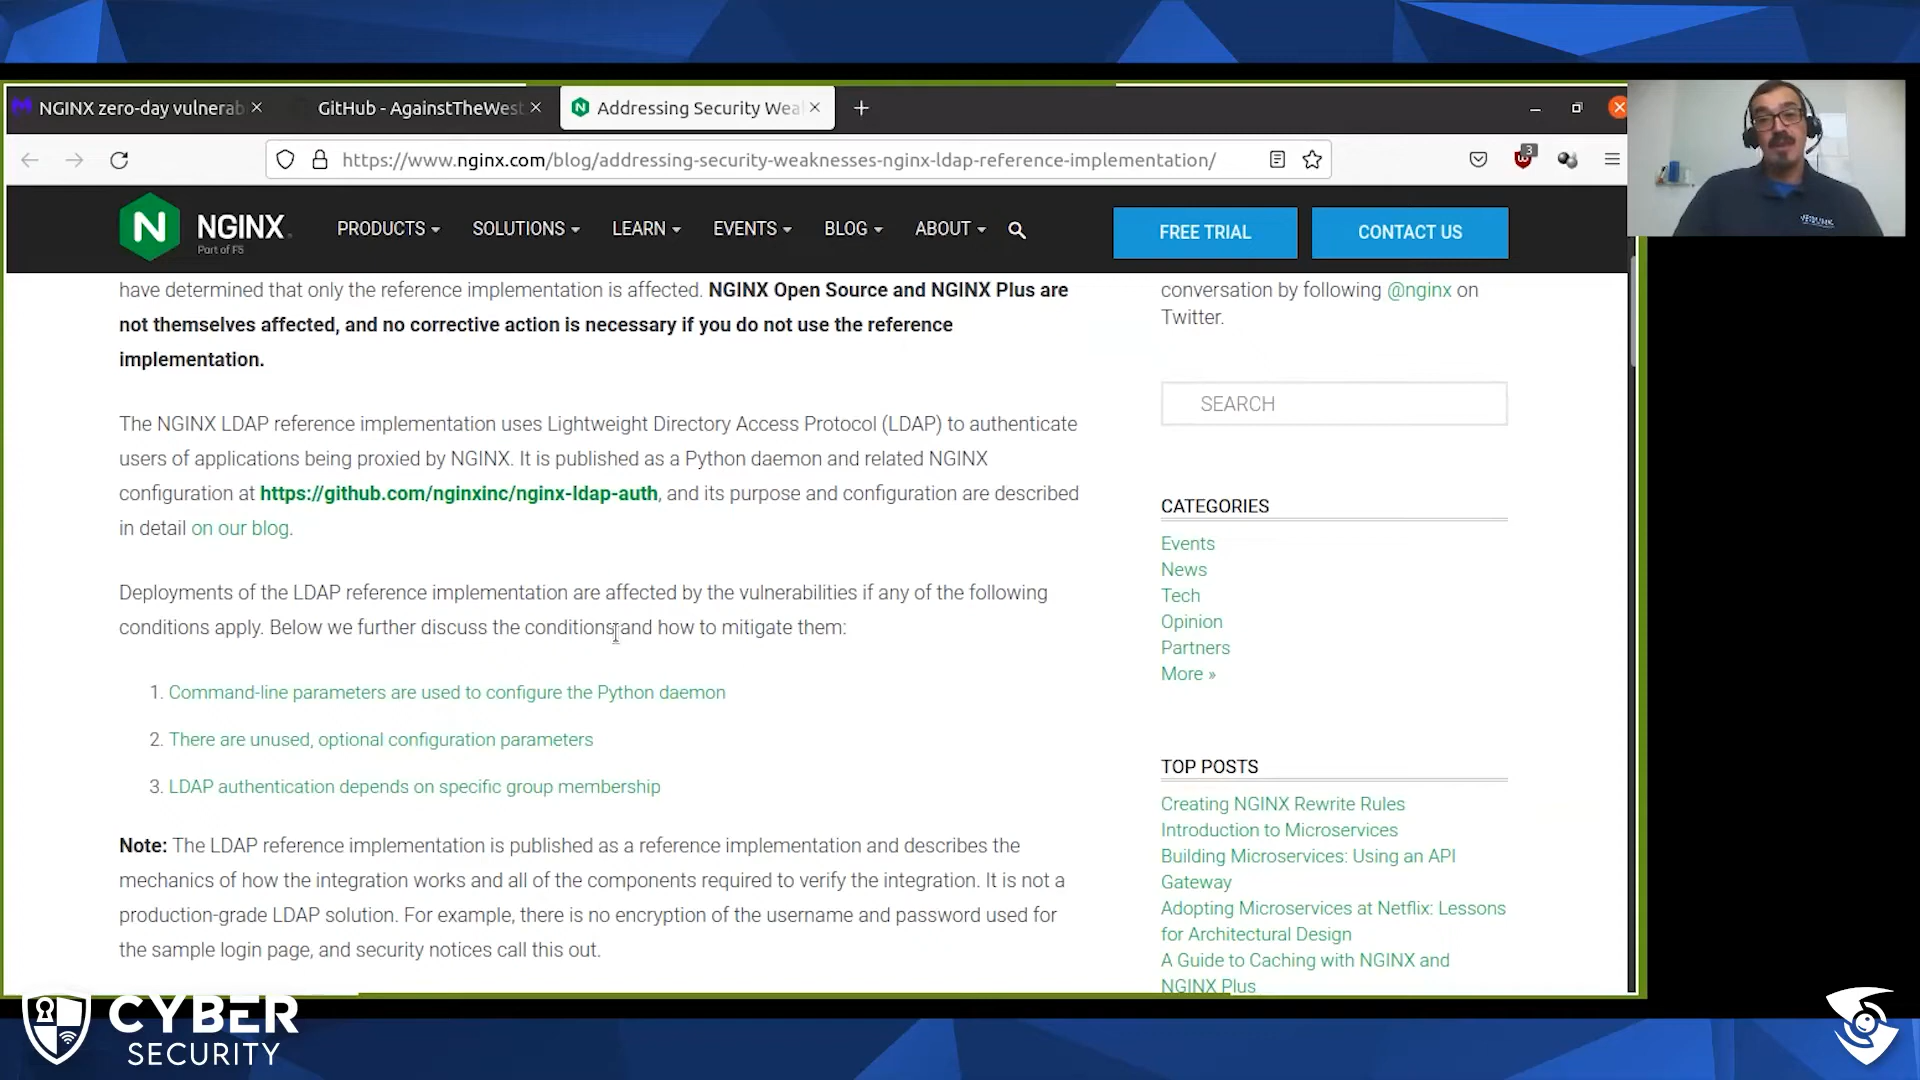 NGINX zero-day vulnerab
GitHub - AgainstTheWest
Addressing Security Wea
https://www.nginx.com/blog/addressing-security-weaknesses-nginx-ldap-reference-implementation/
3
N
NGINX
Part of F5
PRODUCTS
SOLUTIONS
LEARN
EVENTS
BLOG
ABOUT
FREE TRIAL
CONTACT US
have determined that only the reference implementation is affected. NGINX Open Source and NGINX Plus are
not themselves affected, and no corrective action is necessary if you do not use the reference
implementation.
The NGINX LDAP reference implementation uses Lightweight Directory Access Protocol (LDAP) to authenticate
users of applications being proxied by NGINX. It is published as a Python daemon and related NGINX
configuration at https://github.com/nginxinc/nginx-ldap-auth, and its purpose and configuration are described
in detail on our blog.
Deployments of the LDAP reference implementation are affected by the vulnerabilities if any of the following
conditions apply. Below we further discuss the conditions and how to mitigate them:
1. Command-line parameters are used to configure the Python daemon
2. There are unused, optional configuration parameters
3. LDAP authentication depends on specific group membership
Note: The LDAP reference implementation is published as a reference implementation and describes the
mechanics of how the integration works and all of the components required to verify the integration. It is not a
production-grade LDAP solution. For example, there is no encryption of the username and password used for
the sample login page, and security notices call this out.
conversation by following @nginx on
Twitter.
SEARCH
CATEGORIES
Events
News
Tech
Opinion
Partners
More »
TOP POSTS
Creating NGINX Rewrite Rules
Introduction to Microservices
Building Microservices: Using an API
Gateway
Adopting Microservices at Netflix: Lessons
for Architectural Design
A Guide to Caching with NGINX and
NGINX Plus
CYBER
SECURITY